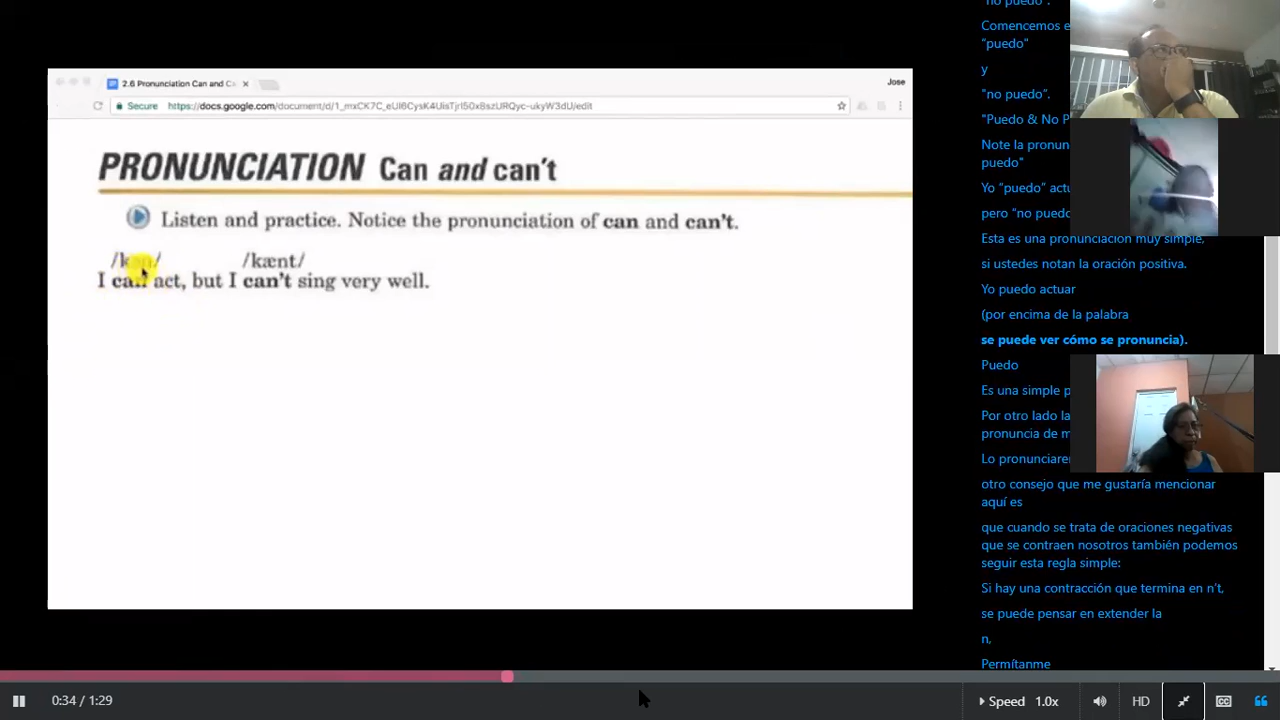 2.6 Pronunciation Can and C
Jose
Secure
https://docs.google.com/document/d/1_mxCK7C_eUI6CysK4UisTjrI50x8szURQyc-ukyW3dU/edit
PRONUNCIATION Can and can't
Listen and practice. Notice the pronunciation of can and can't.
/kən/ /kænt/
I can act, but I can't sing very well.
"no puedo".
Comencemos e
"puedo"
y
"no puedo".
"Puedo & No P
Note la pronun
puedo"
Yo "puedo" actu
pero "no puedo
Esta es una pronunciación muy simple,
si ustedes notan la oración positiva.
Yo puedo actuar
(por encima de la palabra
se puede ver cómo se pronuncia).
Puedo
Es una simple p
Por otro lado la
pronuncia de m
Lo pronunciare
otro consejo que me gustaría mencionar
aquí es
que cuando se trata de oraciones negativas
que se contraen nosotros también podemos
seguir esta regla simple:
Si hay una contracción que termina en n't,
se puede pensar en extender la
n,
Permítanme
0:34 / 1:29
Speed 1.0x
HD
CC